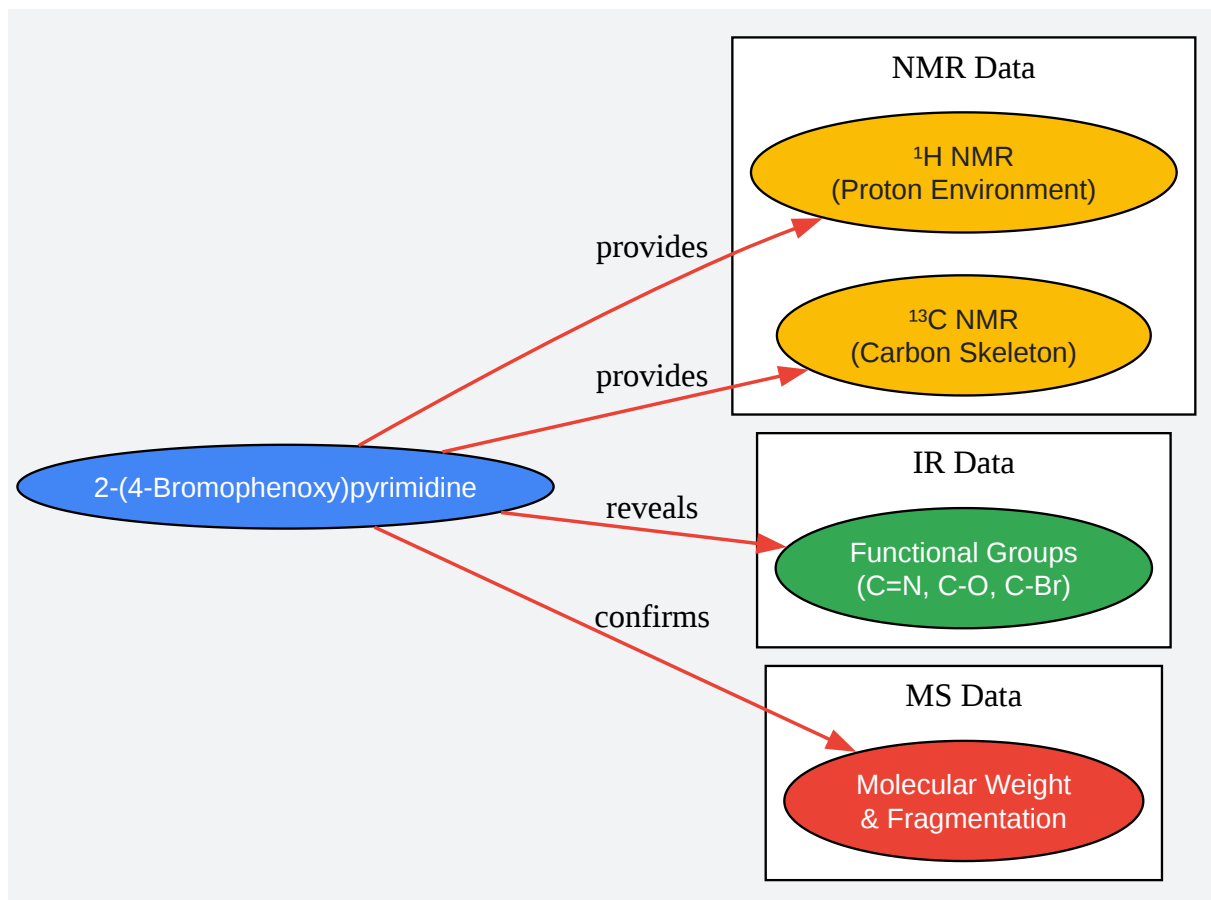 NMR Data
¹H NMR
(Proton Environment)
provides
¹³C NMR
(Carbon Skeleton)
provides
2-(4-Bromophenoxy)pyrimidine
IR Data
reveals
Functional Groups
(C=N, C-O, C-Br)
confirms
MS Data
Molecular Weight
& Fragmentation